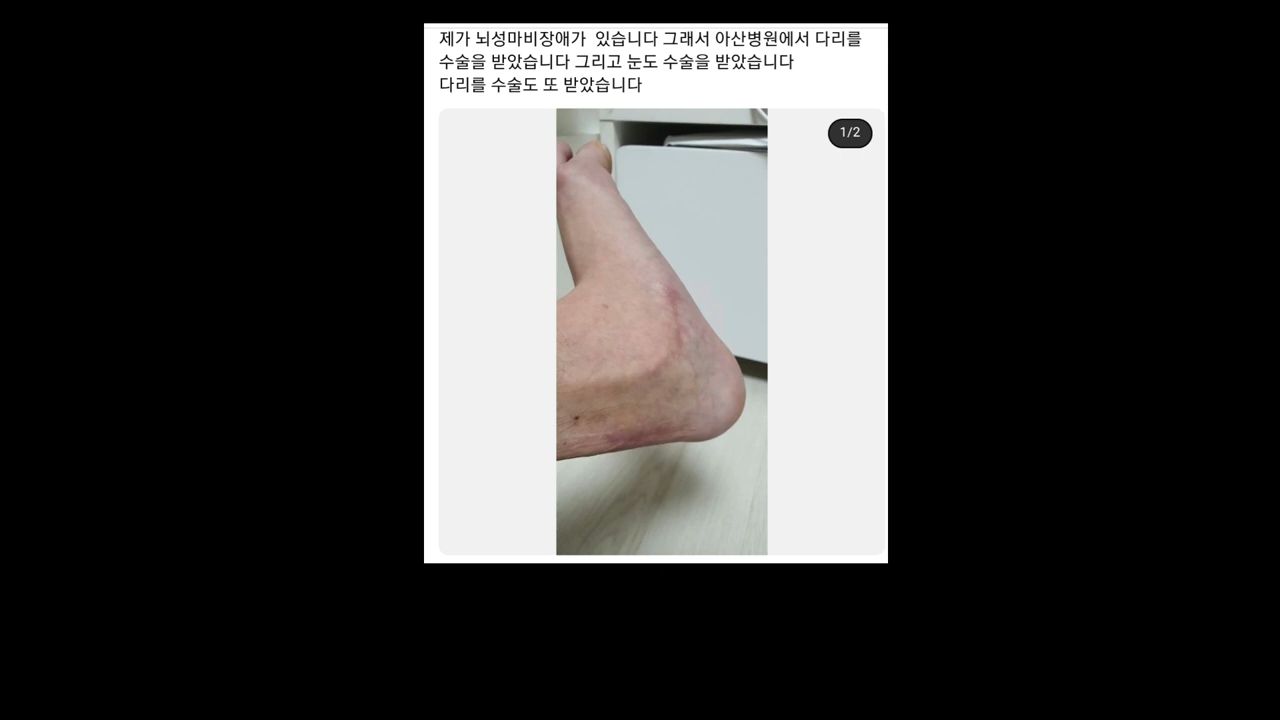 제가 뇌성마비장애가  있습니다 그래서 아산병원에서 다리를
수술을 받았습니다 그리고 눈도 수술을 받았습니다
다리를 수술도 또 받았습니다
1/2